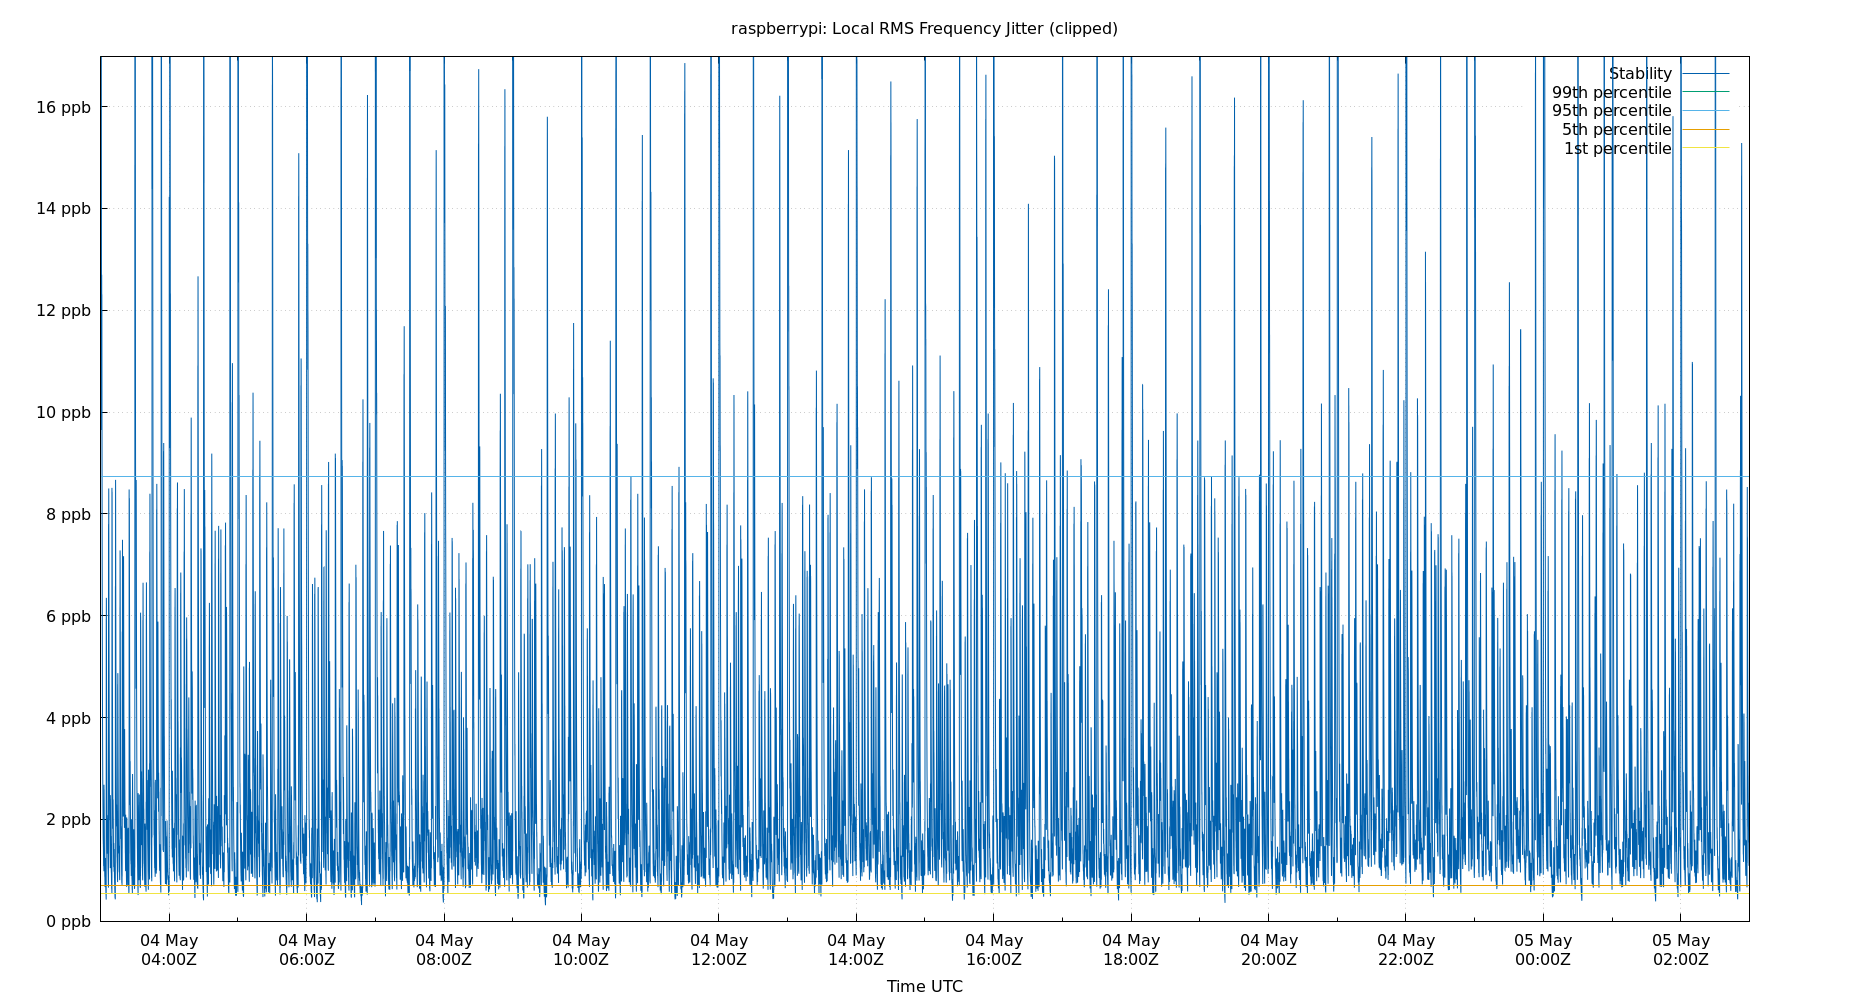 raspberrypi: Local RMS Frequency Jitter (clipped)
Stability
99th percentile
95th percentile
5th percentile
1st percentile
16 ppb
14 ppb
12 ppb
10 ppb
8 ppb
6 ppb
4 ppb
2 ppb
0 ppb
04 May 04 May 04 May 04 May 04 May 04 May 04 May 04 May 04 May 04 May 05 May 05 May
04:00Z 06:00Z 08:00Z 10:00Z 12:00Z 14:00Z 16:00Z 18:00Z 20:00Z 22:00Z 00:00Z 02:00Z
Time UTC